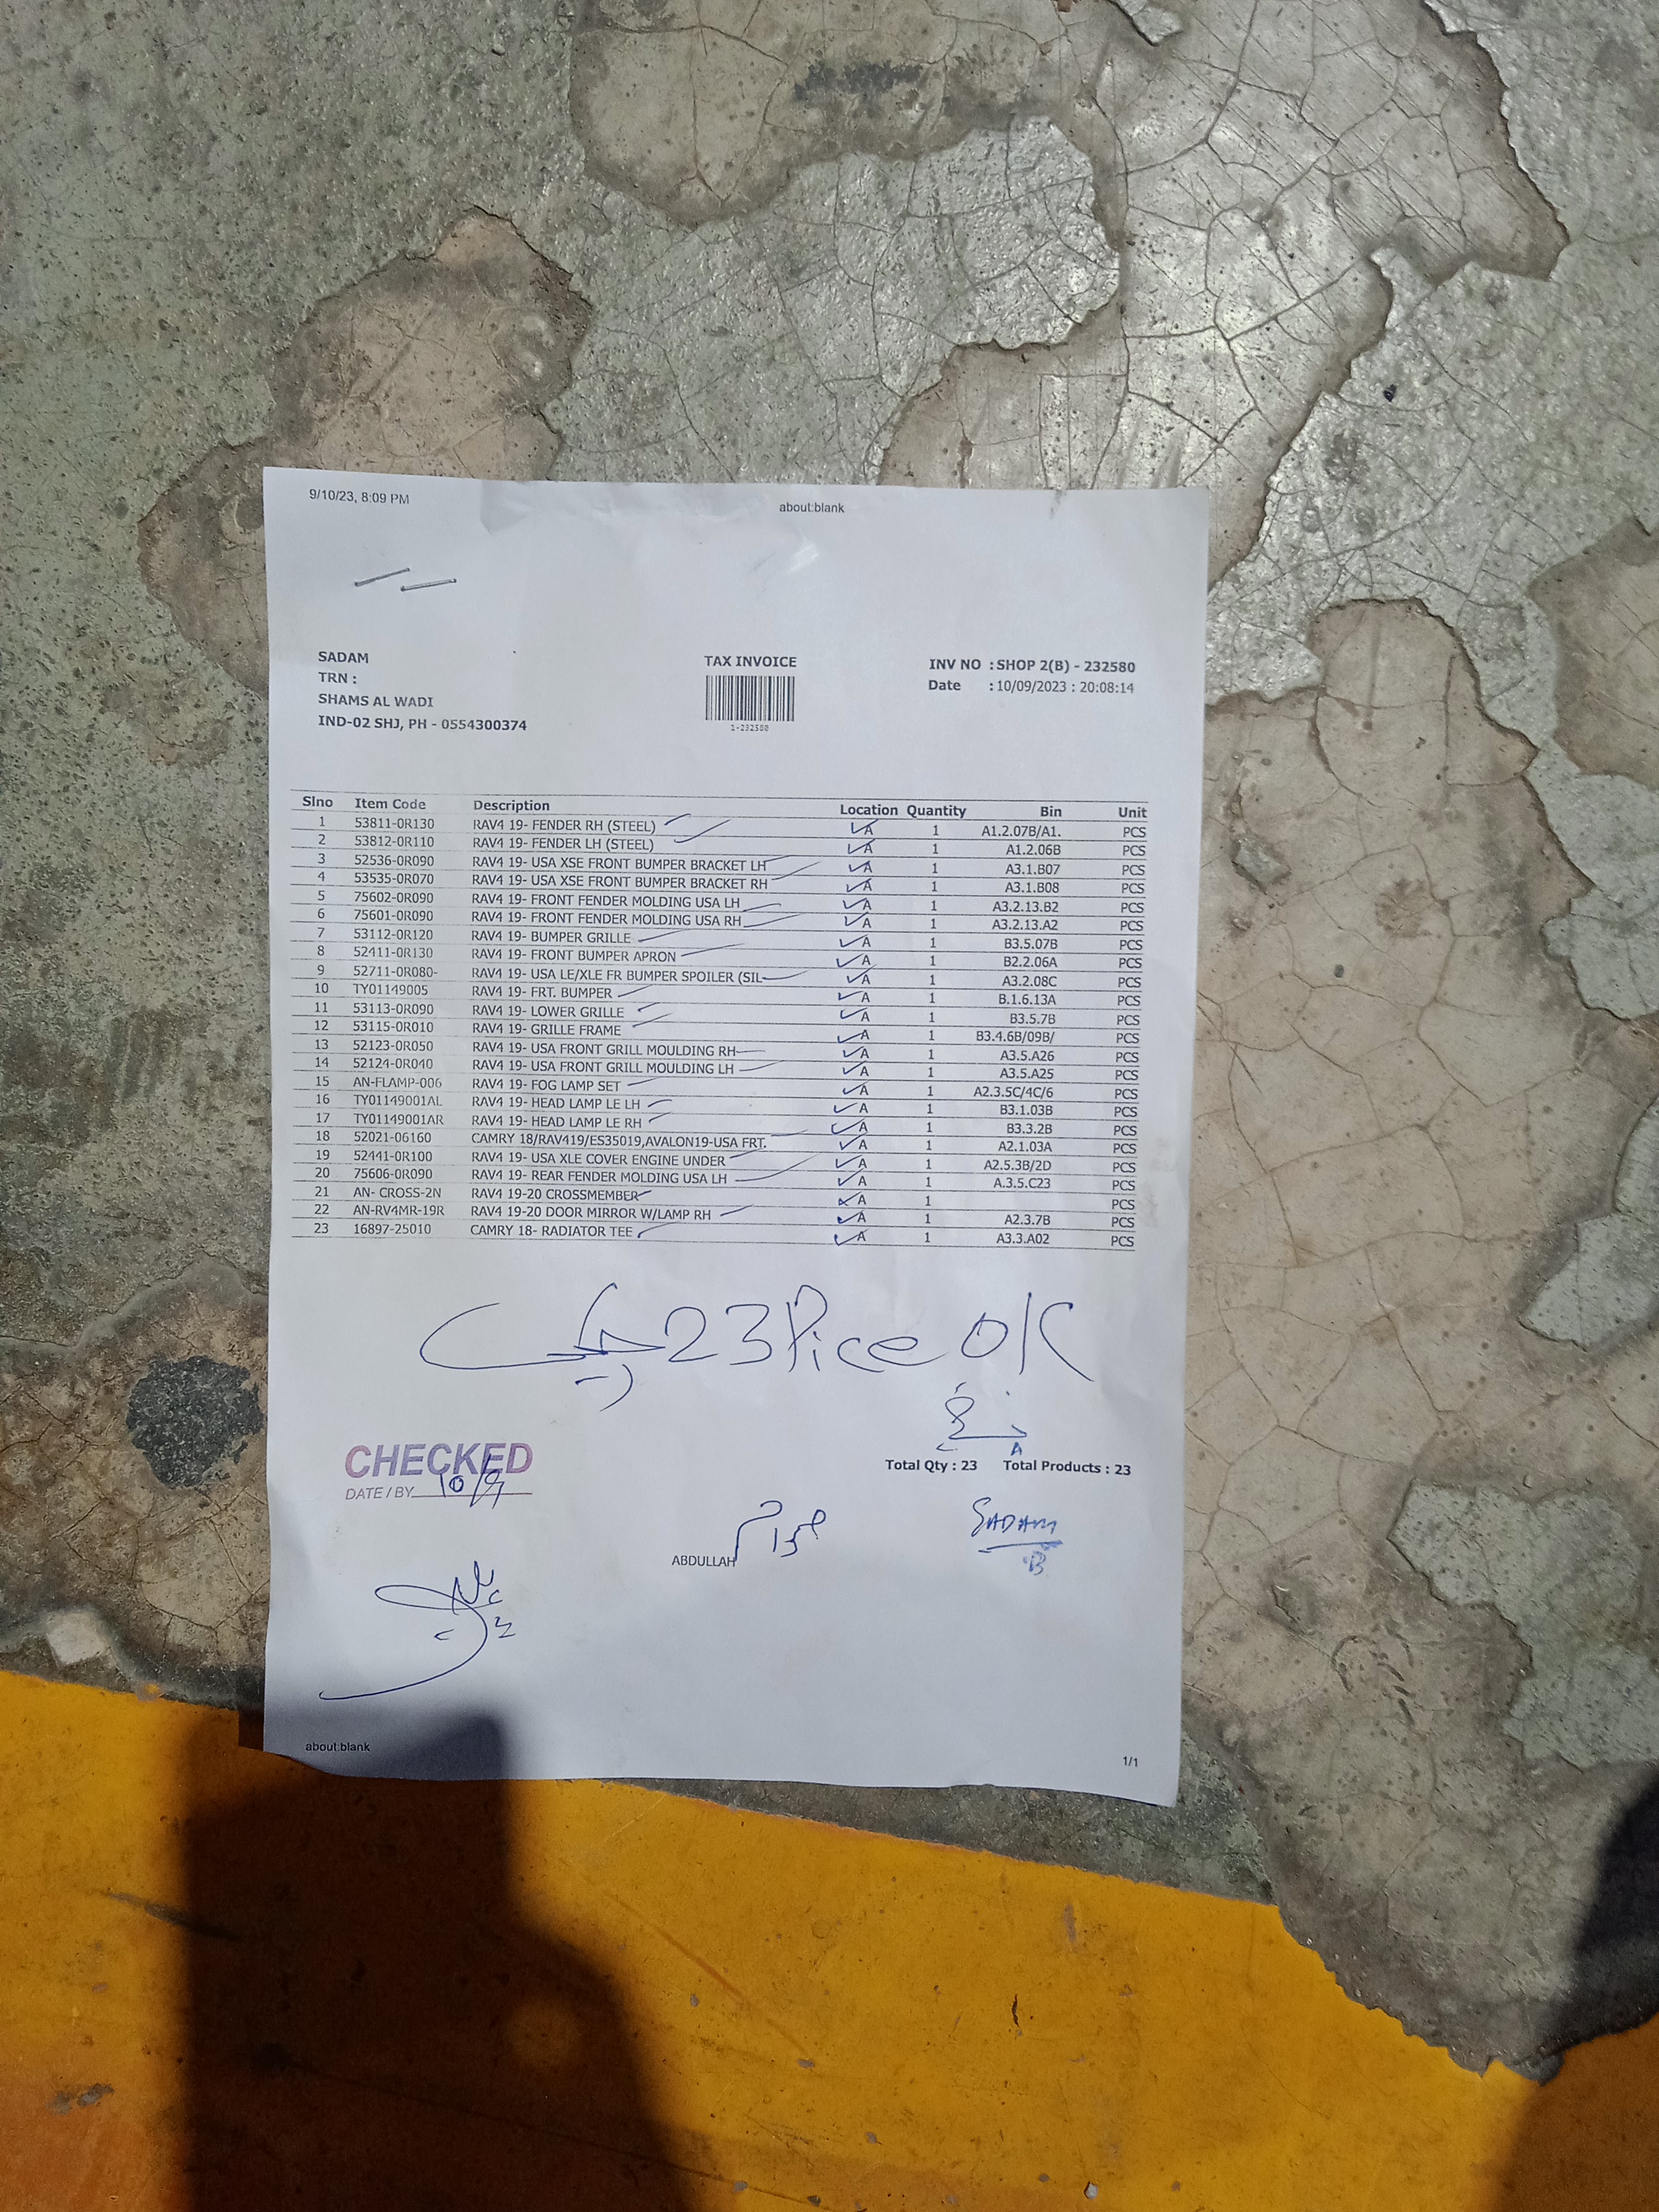 9/10/23, 8:09 PM
about:blank
SADAM
TRN :
SHAMS AL WADI
IND-02 SHJ, PH - 0554300374
TAX INVOICE
1-232580
INV NO : SHOP 2(B) - 232580
Date : 10/09/2023 : 20:08:14
Slno Item Code Description Location Quantity Bin Unit
1 53811-0R130 RAV4 19- FENDER RH (STEEL) A 1 A1.2.07B/A1. PCS
2 53812-0R110 RAV4 19- FENDER LH (STEEL) A 1 A1.2.06B PCS
3 52536-0R090 RAV4 19- USA XSE FRONT BUMPER BRACKET LH A 1 A3.1.B07 PCS
4 53535-0R070 RAV4 19- USA XSE FRONT BUMPER BRACKET RH A 1 A3.1.B08 PCS
5 75602-0R090 RAV4 19- FRONT FENDER MOLDING USA LH A 1 A3.2.13.B2 PCS
6 75601-0R090 RAV4 19- FRONT FENDER MOLDING USA RH A 1 A3.2.13.A2 PCS
7 53112-0R120 RAV4 19- BUMPER GRILLE A 1 B3.5.07B PCS
8 52411-0R130 RAV4 19- FRONT BUMPER APRON A 1 B2.2.06A PCS
9 52711-0R080- RAV4 19- USA LE/XLE FR BUMPER SPOILER (SIL A 1 A3.2.08C PCS
10 TY01149005 RAV4 19- FRT. BUMPER A 1 B.1.6.13A PCS
11 53113-0R090 RAV4 19- LOWER GRILLE A 1 B3.5.7B PCS
12 53115-0R010 RAV4 19- GRILLE FRAME A 1 B3.4.6B/09B/ PCS
13 52123-0R050 RAV4 19- USA FRONT GRILL MOULDING RH A 1 A3.5.A26 PCS
14 52124-0R040 RAV4 19- USA FRONT GRILL MOULDING LH A 1 A3.5.A25 PCS
15 AN-FLAMP-006 RAV4 19- FOG LAMP SET A 1 A2.3.5C/4C/6 PCS
16 TY01149001AL RAV4 19- HEAD LAMP LE LH A 1 B3.1.03B PCS
17 TY01149001AR RAV4 19- HEAD LAMP LE RH A 1 B3.3.2B PCS
18 52021-06160 CAMRY 18/RAV419/ES35019,AVALON19-USA FRT. A 1 A2.1.03A PCS
19 52441-0R100 RAV4 19- USA XLE COVER ENGINE UNDER A 1 A2.5.3B/2D PCS
20 75606-0R090 RAV4 19- REAR FENDER MOLDING USA LH A 1 A.3.5.C23 PCS
21 AN- CROSS-2N RAV4 19-20 CROSSMEMBER A 1 PCS
22 AN-RV4MR-19R RAV4 19-20 DOOR MIRROR W/LAMP RH A 1 A2.3.7B PCS
23 16897-25010 CAMRY 18- RADIATOR TEE A 1 A3.3.A02 PCS
23 Pice OK
A
Total Qty : 23 Total Products : 23
CHECKED
DATE / BY 10/9
ABDULLAH
SADAM
B
about:blank
1/1